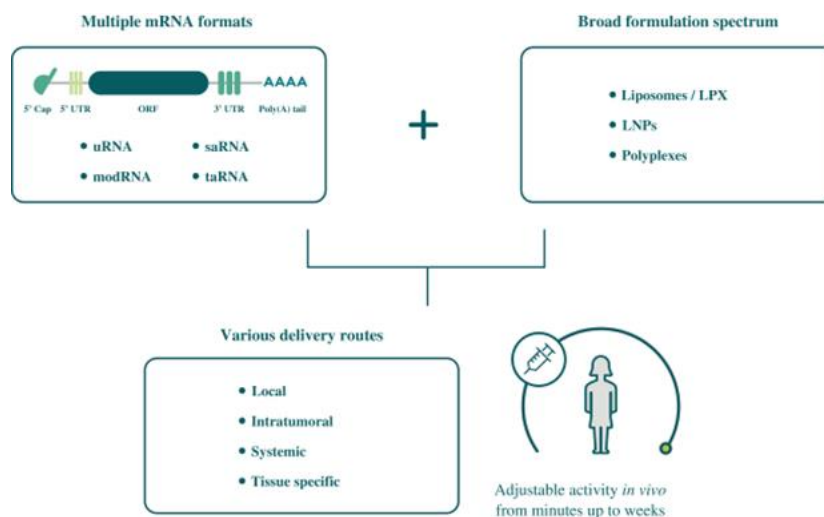 Multiple mRNA formats
Broad formulation spectrum
AAAA
5' Cap 5' UTR ORF 3' UTR Poly(A) tail
• uRNA • saRNA
• modRNA • taRNA
+
• Liposomes / LPX
• LNPs
• Polyplexes
Various delivery routes
• Local
• Intratumoral
• Systemic
• Tissue specific
Adjustable activity in vivo
from minutes up to weeks